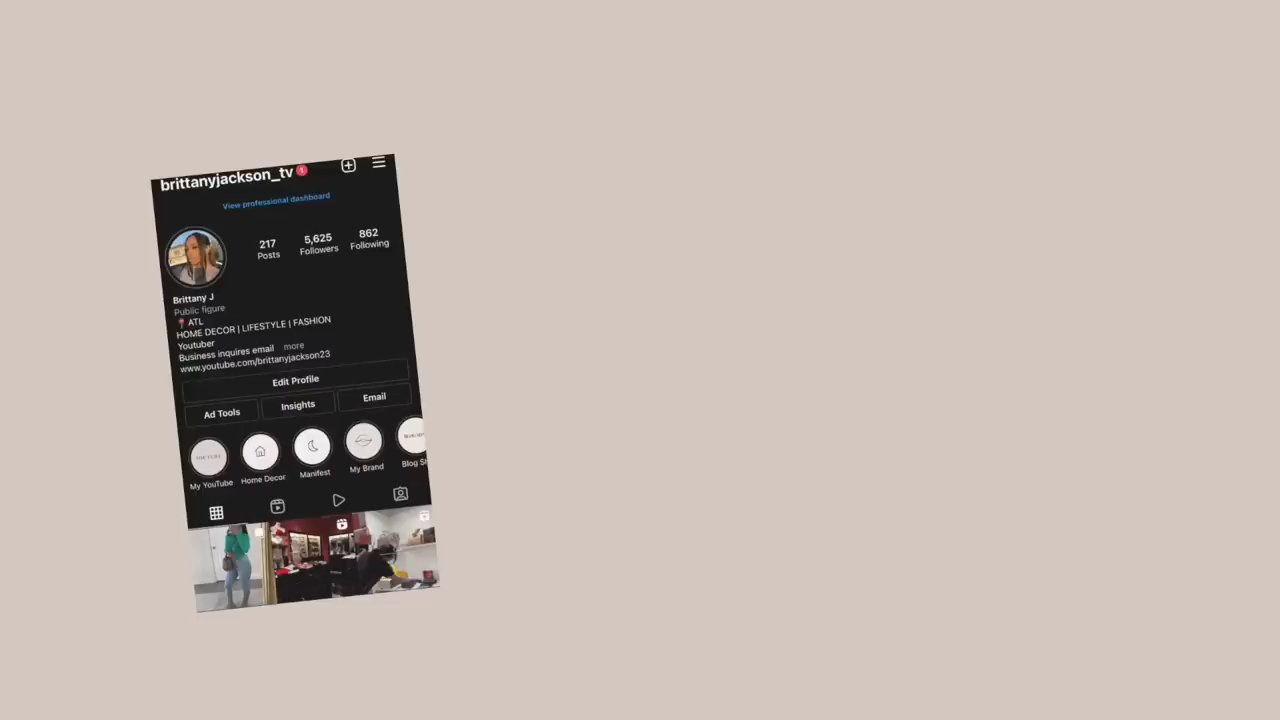 brittanyjackson_tv 1
View professional dashboard
217 5,625 862
Posts Followers Following
Brittany J
Public figure
📍 ATL
HOME DECOR | LIFESTYLE | FASHION
Youtuber
Business inquires email more
www.youtube.com/brittanyjackson23
Edit Profile
Ad Tools Insights Email
My YouTube Home Decor Manifest My Brand Blog Sh